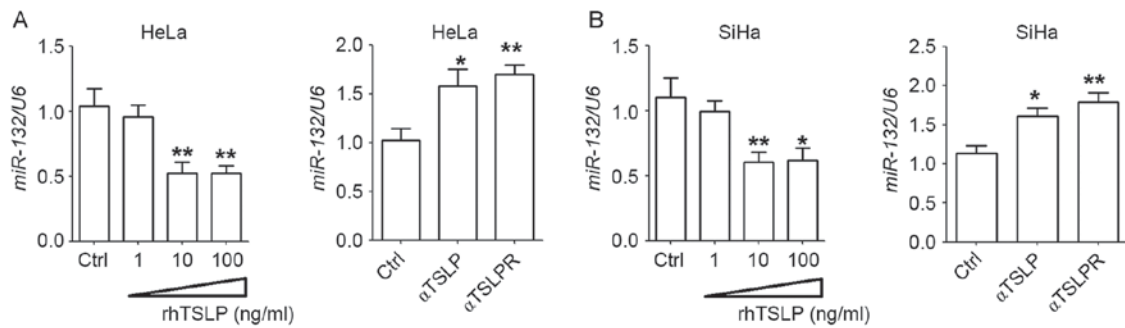 A
HeLa
miR-132/U6
1.5
1.0
0.5
0.0
** **
Ctrl 1 10 100
rhTSLP (ng/ml)
HeLa
miR-132/U6
2.0
1.5
1.0
0.5
0.0
* **
Ctrl αTSLP αTSLPR
B
SiHa
miR-132/U6
1.5
1.0
0.5
0.0
** *
Ctrl 1 10 100
rhTSLP (ng/ml)
SiHa
miR-132/U6
2.5
2.0
1.5
1.0
0.5
0.0
* **
Ctrl αTSLP αTSLPR